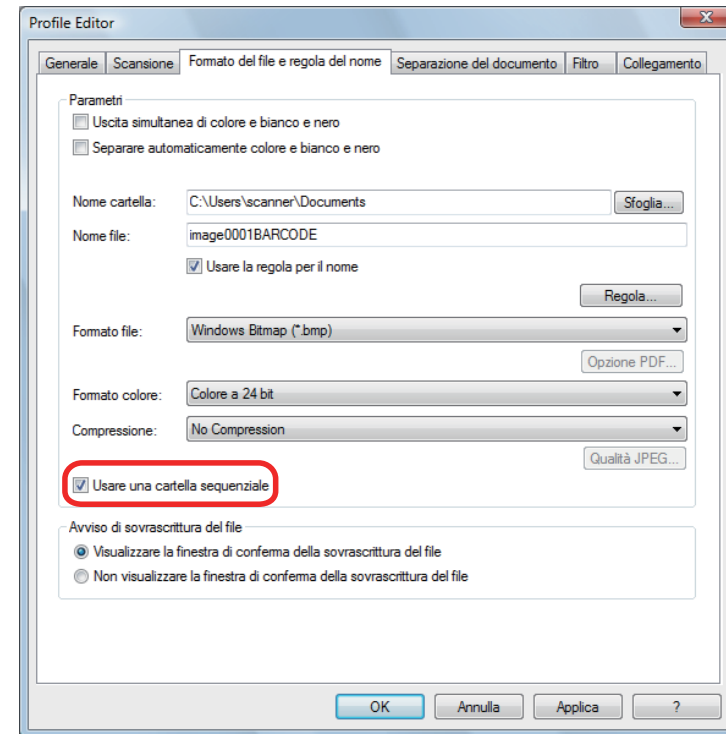 Profile Editor
Generale Scansione Formato del file e regola del nome Separazione del documento Filtro Collegamento
Parametri
Uscita simultanea di colore e bianco e nero
Separare automaticamente colore e bianco e nero
Nome cartella: C:\Users\scanner\Documents Sfoglia...
Nome file: image0001BARCODE
Usare la regola per il nome
Regola...
Formato file: Windows Bitmap (*.bmp)
Opzione PDF...
Formato colore: Colore a 24 bit
Compressione: No Compression
Qualità JPEG...
Usare una cartella sequenziale
Avviso di sovrascrittura del file
Visualizzare la finestra di conferma della sovrascrittura del file
Non visualizzare la finestra di conferma della sovrascrittura del file
OK Annulla Applica ?